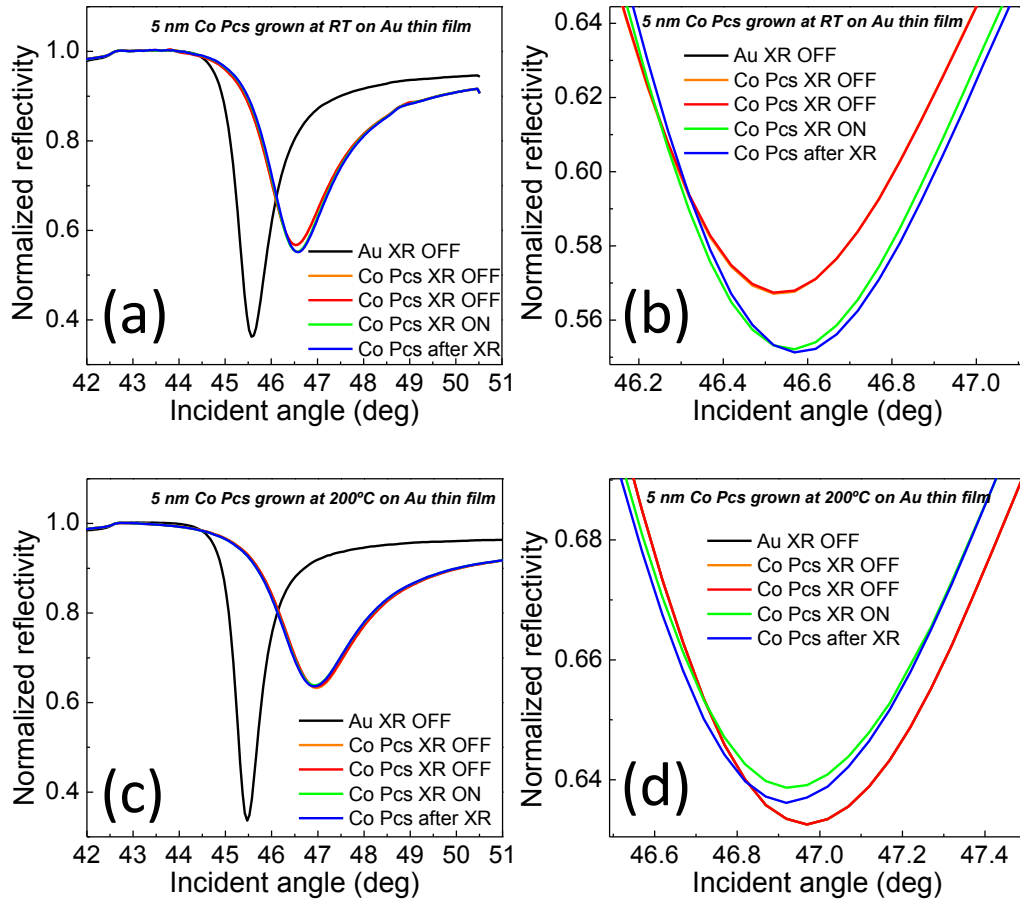 5 nm Co Pcs grown at RT on Au thin film
1.0
0.8
0.6
0.4
Normalized reflectivity
Au XR OFF
Co Pcs XR OFF
Co Pcs XR OFF
Co Pcs XR ON
Co Pcs after XR
(a)
42 43 44 45 46 47 48 49 50 51
Incident angle (deg)
5 nm Co Pcs grown at RT on Au thin film
0.64
0.62
0.60
0.58
0.56
Normalized reflectivity
Au XR OFF
Co Pcs XR OFF
Co Pcs XR OFF
Co Pcs XR ON
Co Pcs after XR
(b)
46.2 46.4 46.6 46.8 47.0
Incident angle (deg)
5 nm Co Pcs grown at 200ºC on Au thin film
1.0
0.8
0.6
0.4
Normalized reflectivity
Au XR OFF
Co Pcs XR OFF
Co Pcs XR OFF
Co Pcs XR ON
Co Pcs after XR
(c)
42 43 44 45 46 47 48 49 50 51
Incident angle (deg)
5 nm Co Pcs grown at 200ºC on Au thin film
0.68
0.66
0.64
Normalized reflectivity
Au XR OFF
Co Pcs XR OFF
Co Pcs XR OFF
Co Pcs XR ON
Co Pcs after XR
(d)
46.6 46.8 47.0 47.2 47.4
Incident angle (deg)